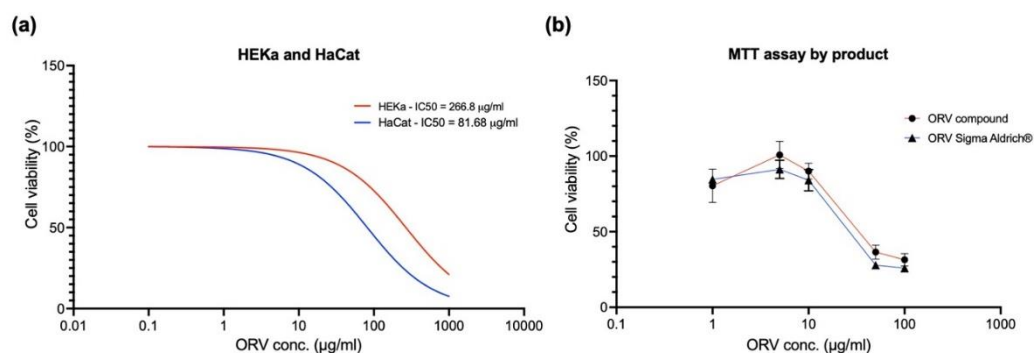 (a)
HEKa and HaCat
150
100
50
0
Cell viability (%)
HEKa - IC50 = 266.8 µg/ml
HaCat - IC50 = 81.68 µg/ml
0.01 0.1 1 10 100 1000 10000
ORV conc. (µg/ml)
(b)
MTT assay by product
150
100
50
0
Cell viability (%)
ORV compound
ORV Sigma Aldrich®
0.1 1 10 100 1000
ORV conc. (µg/ml)